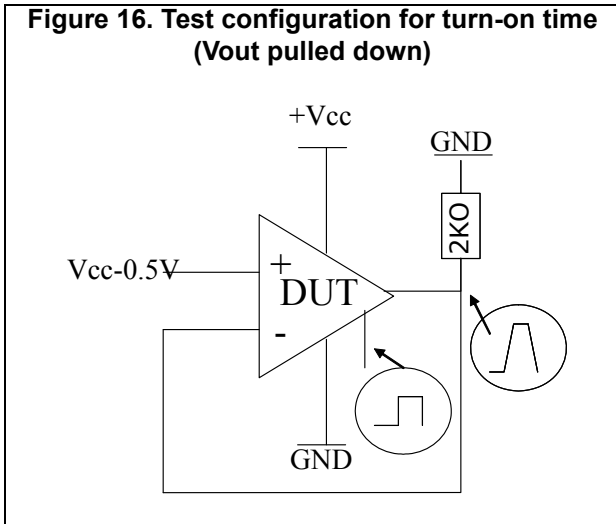 Figure 16. Test configuration for turn-on time
(Vout pulled down)
+Vcc
GND
2KO
Vcc-0.5V
+
DUT
-
GND